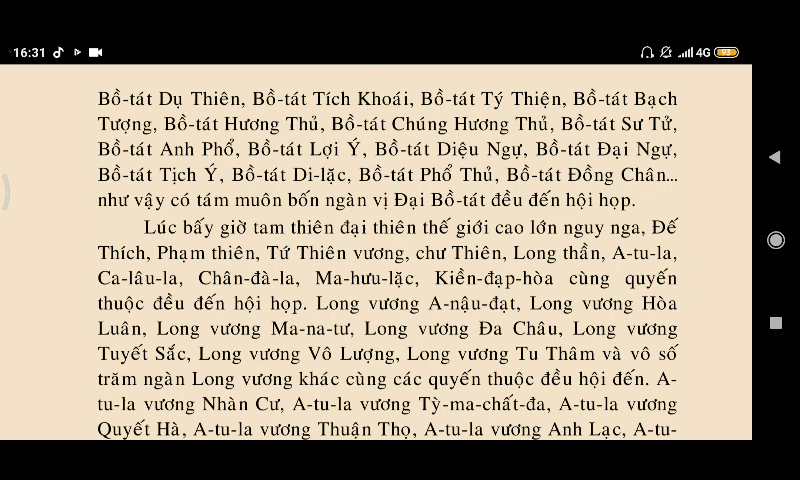 16:31
4G
93
Bồ-tát Dụ Thiên, Bồ-tát Tích Khoái, Bồ-tát Tý Thiện, Bồ-tát Bạch
Tượng, Bồ-tát Hương Thủ, Bồ-tát Chúng Hương Thủ, Bồ-tát Sư Tử,
Bồ-tát Anh Phổ, Bồ-tát Lợi Ý, Bồ-tát Diệu Ngự, Bồ-tát Đại Ngự,
Bồ-tát Tịch Ý, Bồ-tát Di-lặc, Bồ-tát Phổ Thủ, Bồ-tát Đồng Chân...
như vậy có tám muôn bốn ngàn vị Đại Bồ-tát đều đến hội họp.
Lúc bấy giờ tam thiên đại thiên thế giới cao lớn nguy nga, Đế
Thích, Phạm thiên, Tứ Thiên vương, chư Thiên, Long thần, A-tu-la,
Ca-lâu-la, Chân-đà-la, Ma-hưu-lặc, Kiền-đạp-hòa cùng quyến
thuộc đều đến hội họp. Long vương A-nậu-đạt, Long vương Hòa
Luân, Long vương Ma-na-tư, Long vương Đa Châu, Long vương
Tuyết Sắc, Long vương Vô Lượng, Long vương Tu Thâm và vô số
trăm ngàn Long vương khác cùng các quyến thuộc đều hội đến. A-
tu-la vương Nhàn Cư, A-tu-la vương Tỳ-ma-chất-đa, A-tu-la vương
Quyết Hà, A-tu-la vương Thuận Thọ, A-tu-la vương Anh Lạc, A-tu-